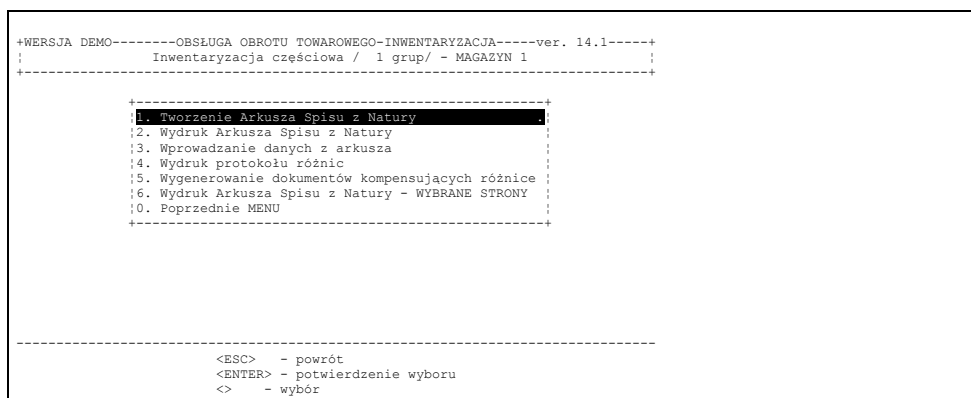 +WERSJA DEMO--------OBSŁUGA OBROTU TOWAROWEGO-INWENTARYZACJA-----ver. 14.1-----+
¦ Inwentaryzacja częściowa / 1 grup/ - MAGAZYN 1 ¦
+------------------------------------------------------------------------------+
+---------------------------------------------------+
¦1. Tworzenie Arkusza Spisu z Natury .¦
¦2. Wydruk Arkusza Spisu z Natury ¦
¦3. Wprowadzanie danych z arkusza ¦
¦4. Wydruk protokołu różnic ¦
¦5. Wygenerowanie dokumentów kompensujących różnice ¦
¦6. Wydruk Arkusza Spisu z Natury - WYBRANE STRONY ¦
¦0. Poprzednie MENU ¦
+---------------------------------------------------+
--------------------------------------------------------------------------------
<ESC> - powrót
<ENTER> - potwierdzenie wyboru
<> - wybór